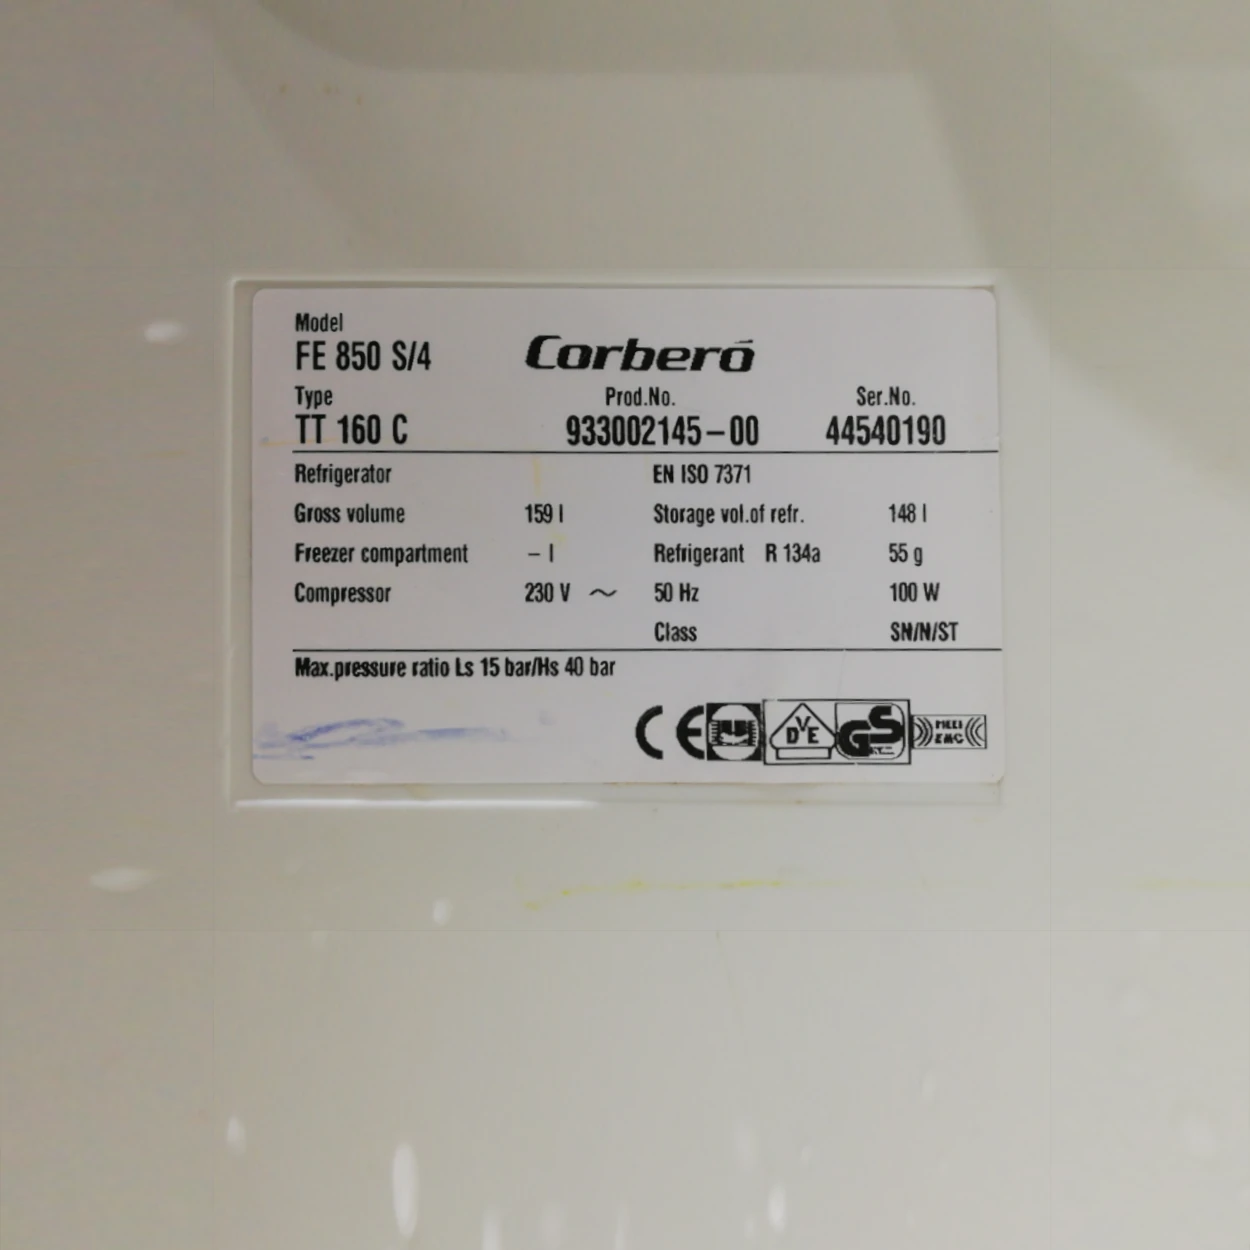 Model
FE 850 S/4
Corberó
Type
Prod.No.
Ser.No.
TT 160 C
933002145-00
44540190
Refrigerator
EN ISO 7371
Gross volume 159 l
Storage vol.of refr. 148 l
Freezer compartment – l
Refrigerant R 134a 55 g
Compressor 230 V ~
50 Hz 100 W
Class SN/N/ST
Max.pressure ratio Ls 15 bar/Hs 40 bar
CE
DVE
GS
EMC